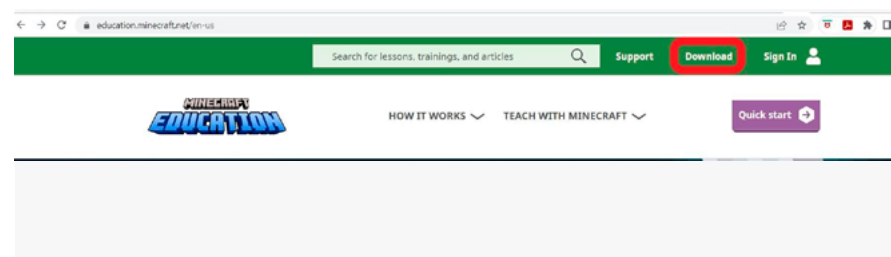 education.minecraft.net/en-us
Search for lessons, trainings, and articles
Support
Download
Sign In
MINECRAFT
EDUCATION
HOW IT WORKS
TEACH WITH MINECRAFT
Quick start